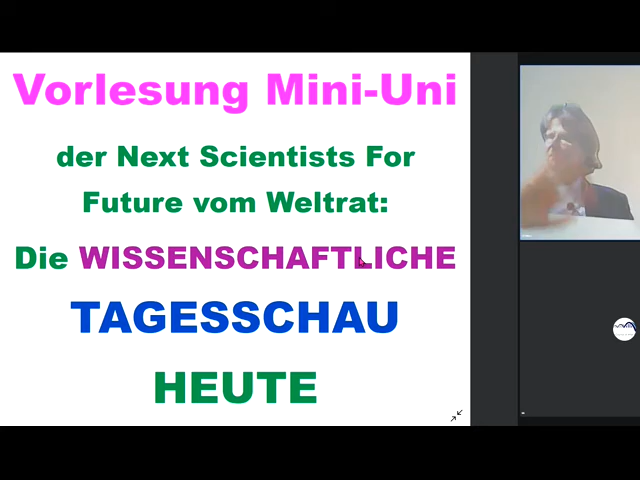 Vorlesung Mini-Uni
der Next Scientists For
Future vom Weltrat:
Die WISSENSCHAFTLICHE
TAGESSCHAU
HEUTE